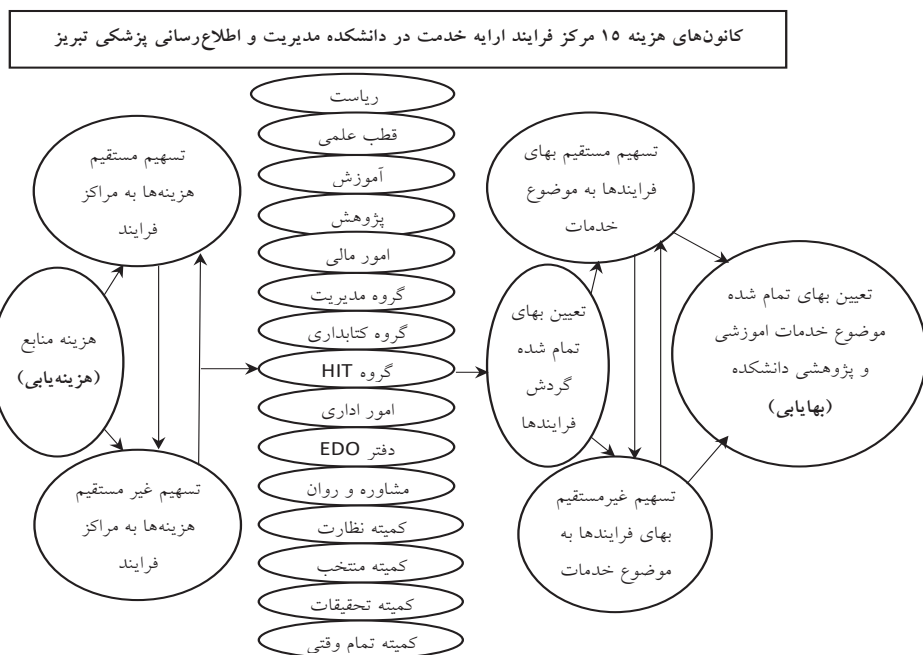 کانون‌های هزینه ۱۵ مرکز فرایند ارایه خدمت در دانشکده مدیریت و اطلاع‌رسانی پزشکی تبریز
هزینه منابع
(هزینه‌یابی)
تسهیم مستقیم
هزینه‌ها به مراکز
فرایند
تسهیم غیر مستقیم
هزینه‌ها به مراکز
فرایند
ریاست
قطب علمی
آموزش
پژوهش
امور مالی
گروه مدیریت
گروه کتابداری
گروه HIT
امور اداری
دفتر EDO
مشاوره و روان
کمیته نظارت
کمیته منتخب
کمیته تحقیقات
کمیته تمام وقتی
تعیین بهای
تمام شده
گردش
فرایندها
تسهیم مستقیم بهای
فرایندها به موضوع
خدمات
تسهیم غیرمستقیم
بهای فرایندها به
موضوع خدمات
تعیین بهای تمام شده
موضوع خدمات اموزشی
و پژوهشی دانشکده
(بهایابی)